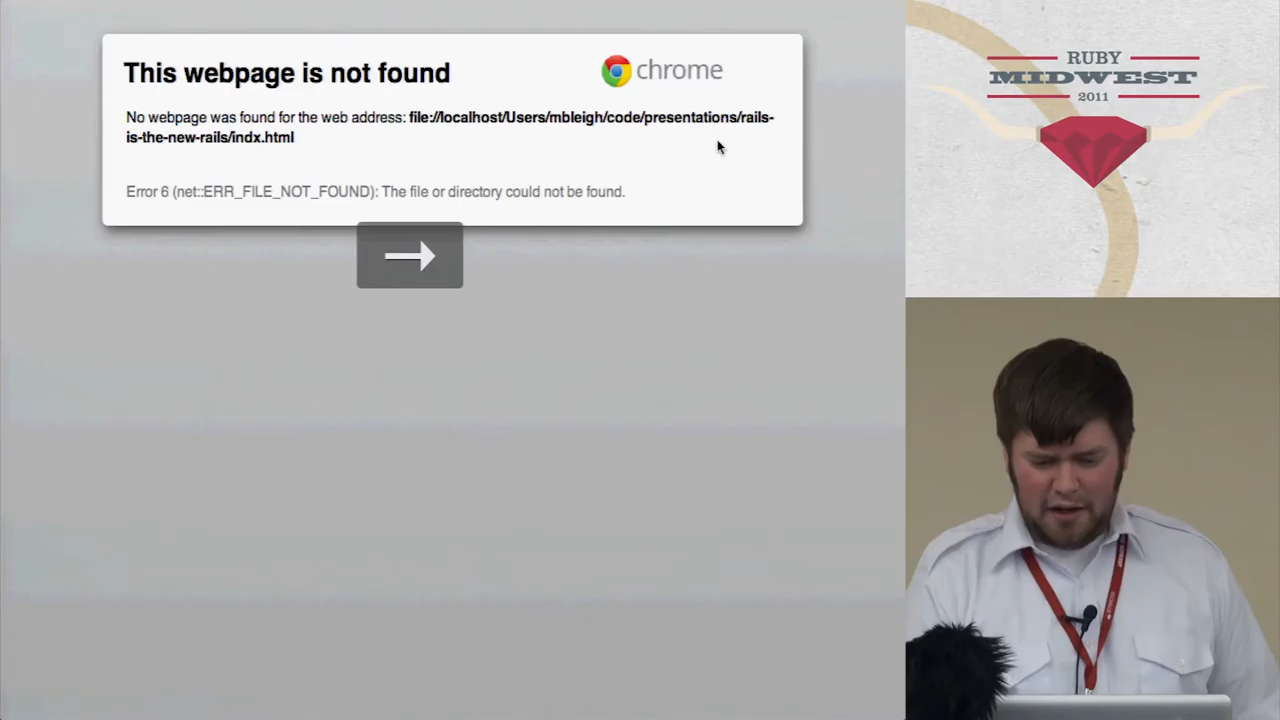 This webpage is not found
chrome
No webpage was found for the web address: file://localhost/Users/mbleigh/code/presentations/rails-
is-the-new-rails/indx.html
Error 6 (net::ERR_FILE_NOT_FOUND): The file or directory could not be found.
RUBY
MIDWEST
2011